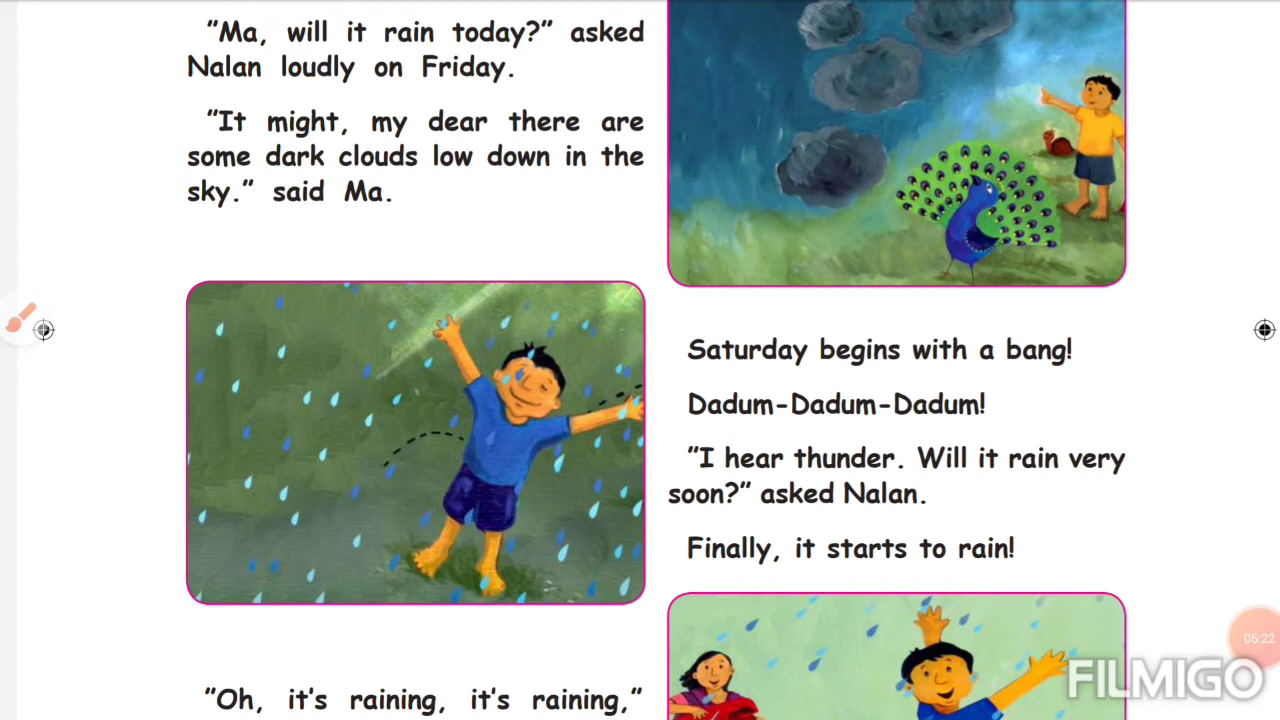 "Ma, will it rain today?" asked
Nalan loudly on Friday.
"It might, my dear there are
some dark clouds low down in the
sky." said Ma.
Saturday begins with a bang!
Dadum-Dadum-Dadum!
"I hear thunder. Will it rain very
soon?" asked Nalan.
Finally, it starts to rain!
"Oh, it's raining, it's raining,"
05:22
FILMIGO